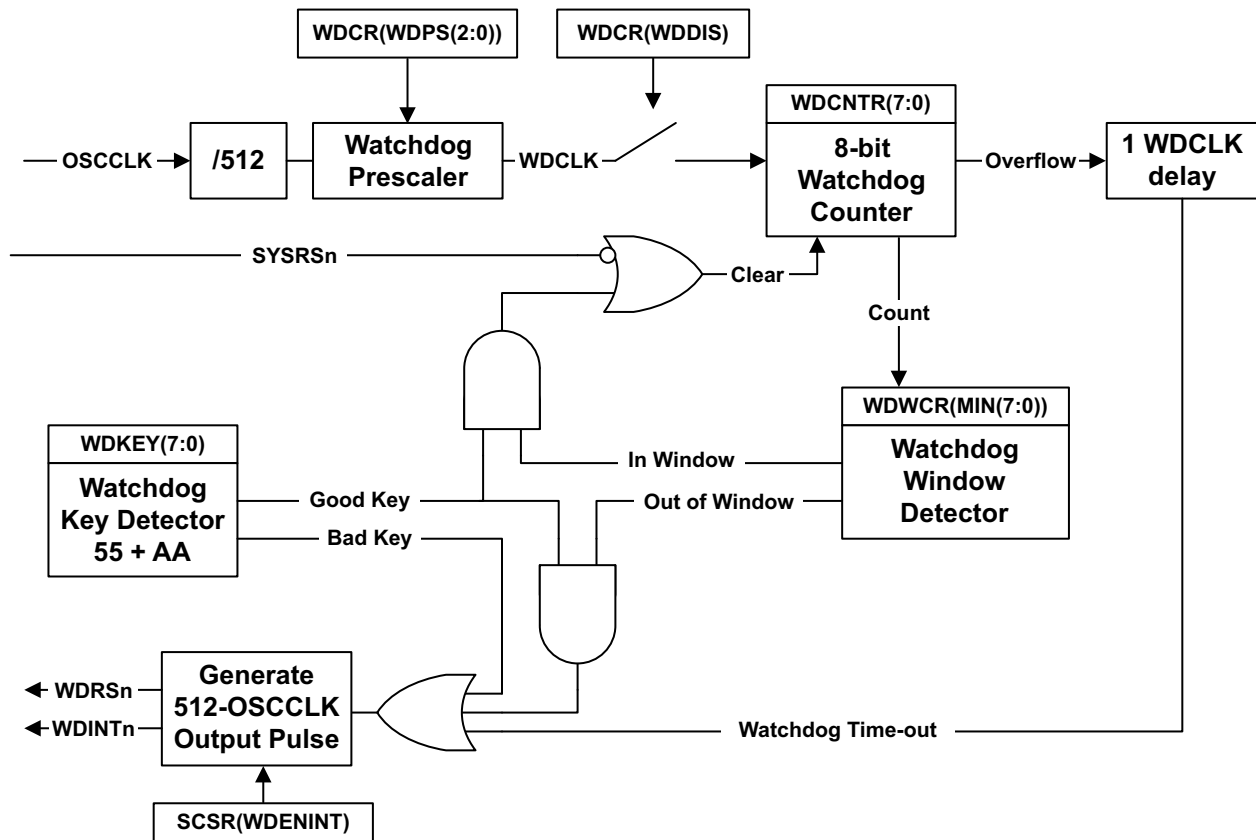 WDCR(WDPS(2:0))
WDCR(WDDIS)
WDCNTR(7:0)
OSCCLK
/512
Watchdog
Prescaler
WDCLK
8-bit
Watchdog
Counter
Overflow
1 WDCLK
delay
SYSRSn
Clear
Count
WDWCR(MIN(7:0))
Watchdog
Window
Detector
WDKEY(7:0)
Watchdog
Key Detector
55 + AA
In Window
Good Key
Out of Window
Bad Key
Generate
512-OSCCLK
Output Pulse
WDRSn
WDINTn
Watchdog Time-out
SCSR(WDENINT)